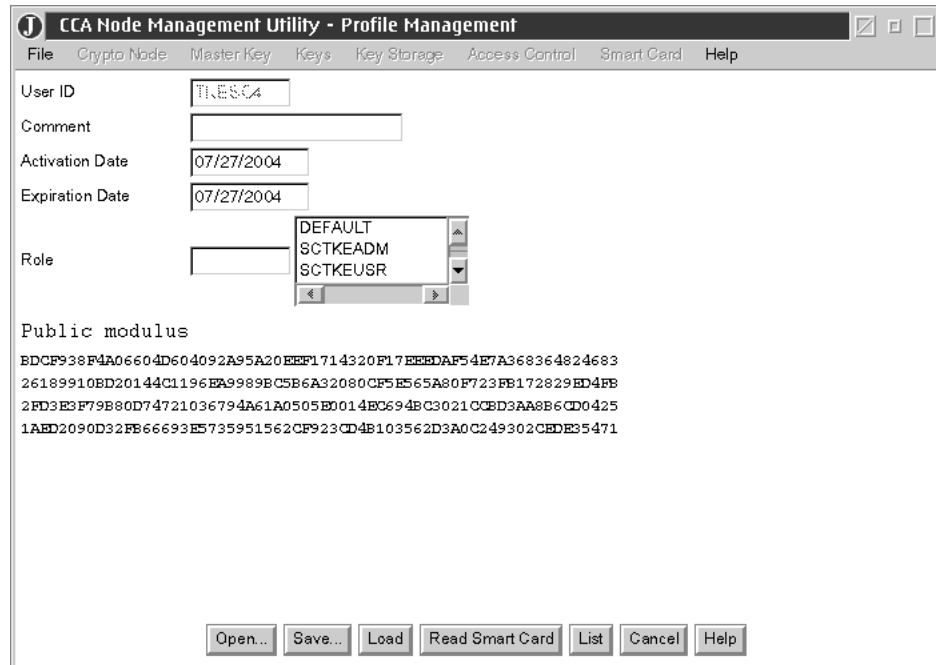 J CCA Node Management Utility - Profile Management
File Crypto Node Master Key Keys Key Storage Access Control Smart Card Help
User ID
Comment
Activation Date 07/27/2004
Expiration Date 07/27/2004
DEFAULT
SCTKEADM
Role
SCTKEUSR
Public modulus
BDCF938F4A06604D604092A95A20EEF1714320F17EEEDAF54E7A368364824683
26189910BD20144C1196EA9989BC5B6A32080CF5E565A80F723FB172829ED4FB
2FD3E3F79B80D74721036794A61A0505E0014EC694BC3021CCBD3AA8B6CD0425
1AED2090D32FB66693E5735951562CF923CD4B103562D3A0C249302CEDE35471
Open... Save... Load Read Smart Card List Cancel Help